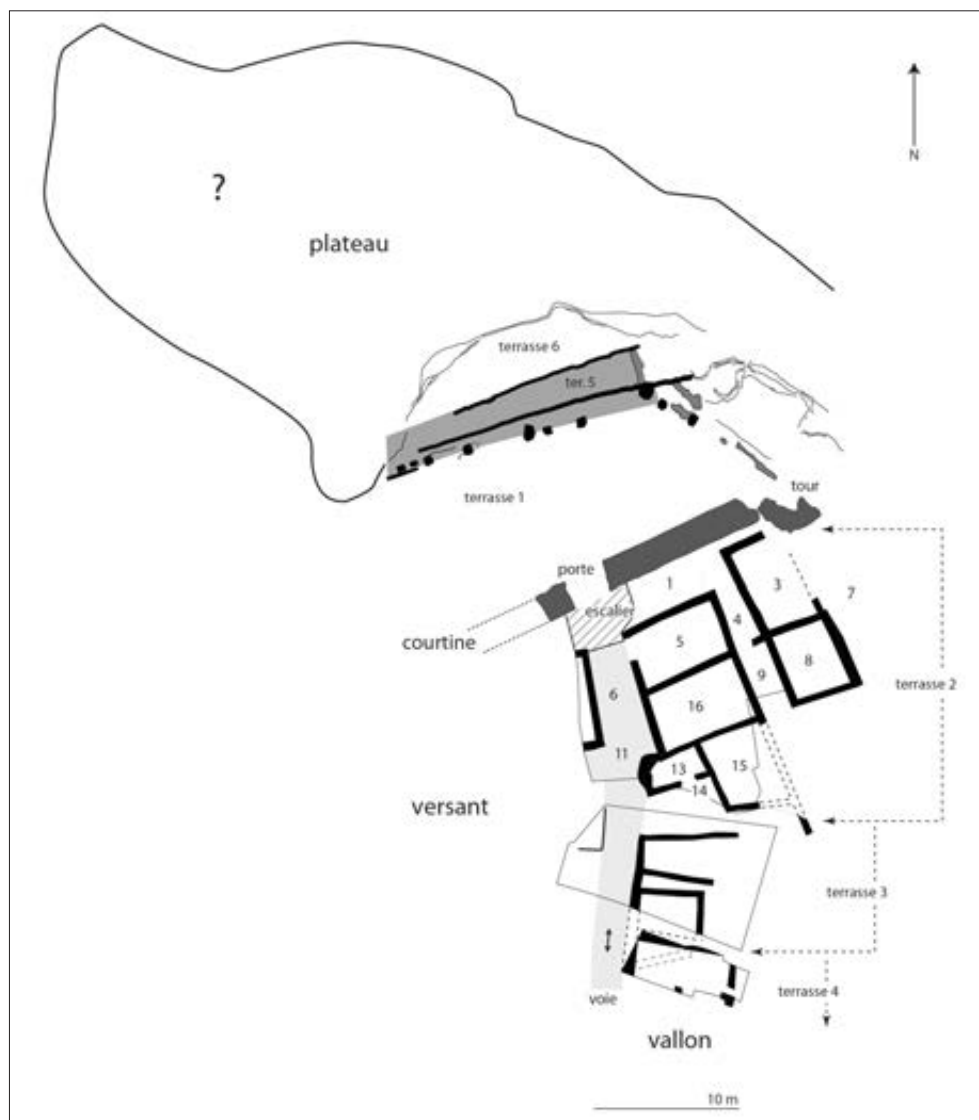 N
?
plateau
terrasse 6
ter. 5
terrasse 1
tour
porte
escalier
courtine
1
3
7
4
5
9
8
terrasse 2
6
16
11
13
15
14
versant
terrasse 3
terrasse 4
voie
vallon
10 m